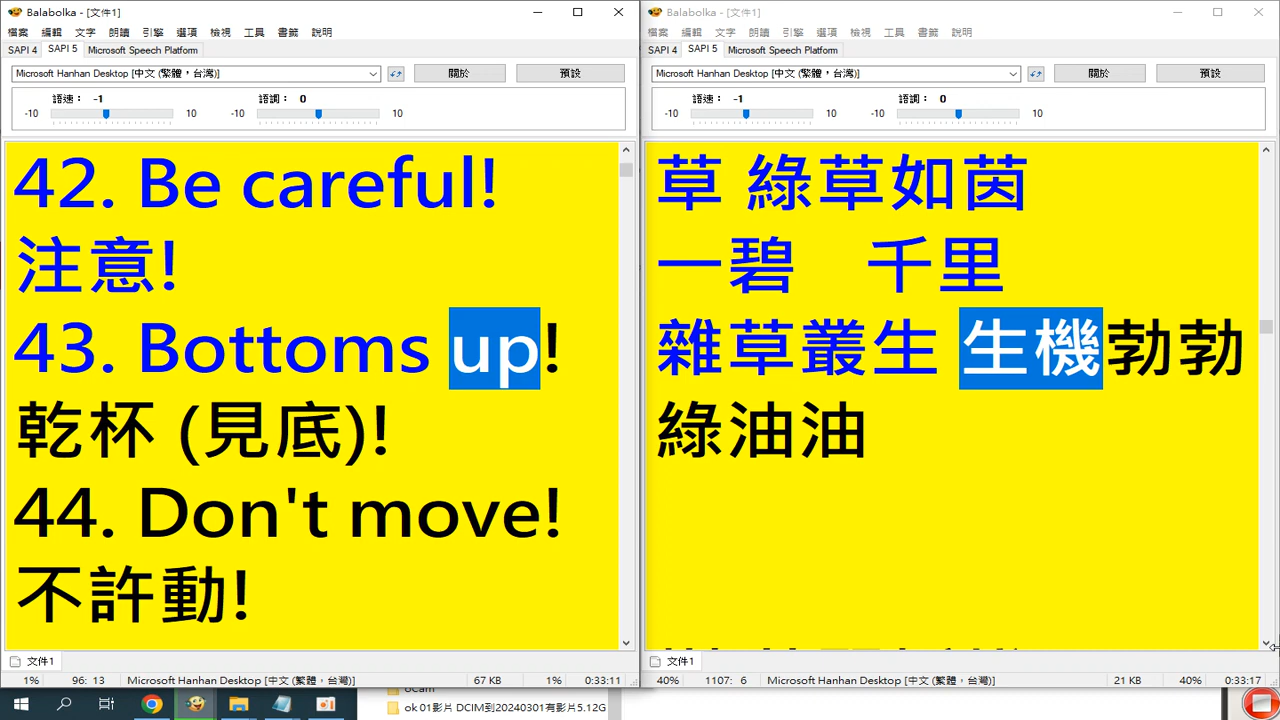 Balabolka - [文件1]
檔案 編輯 文字 朗讀 引擎 選項 檢視 工具 書籤 說明
SAPI 4 SAPI 5 Microsoft Speech Platform
Microsoft Hanhan Desktop [中文 (繁體，台灣)] 關於 預設
語速： -1 語調： 0
-10 10 -10 10
42. Be careful!
注意!
43. Bottoms up!
乾杯 (見底)!
44. Don't move!
不許動!
文件1
1% 96: 13 Microsoft Hanhan Desktop [中文 (繁體，台灣)] 67 KB 1% 0:33:11
Balabolka - [文件1]
檔案 編輯 文字 朗讀 引擎 選項 檢視 工具 書籤 說明
SAPI 4 SAPI 5 Microsoft Speech Platform
Microsoft Hanhan Desktop [中文 (繁體，台灣)] 關於 預設
語速： -1 語調： 0
-10 10 -10 10
草 綠草如茵
一碧 千里
雜草叢生 生機勃勃
綠油油
文件1
40% 1107: 6 Microsoft Hanhan Desktop [中文 (繁體，台灣)] 21 KB 40% 0:33:17
oCam
ok 01影片 DCIM到20240301有影片5.12G